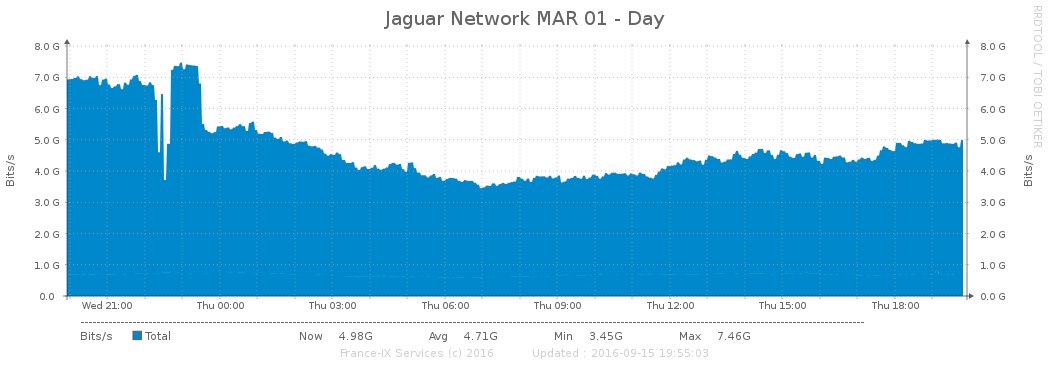 Jaguar Network MAR 01 - Day
RRDTOOL / TOBI OETIKER
8.0 G 8.0 G
7.0 G 7.0 G
6.0 G 6.0 G
5.0 G 5.0 G
4.0 G 4.0 G
3.0 G 3.0 G
2.0 G 2.0 G
1.0 G 1.0 G
0.0 0.0 G
Bits/s Bits/s
Wed 21:00 Thu 00:00 Thu 03:00 Thu 06:00 Thu 09:00 Thu 12:00 Thu 15:00 Thu 18:00
Bits/s Total Now 4.98G Avg 4.71G Min 3.45G Max 7.46G
France-IX Services (c) 2016 Updated : 2016-09-15 19:55:03